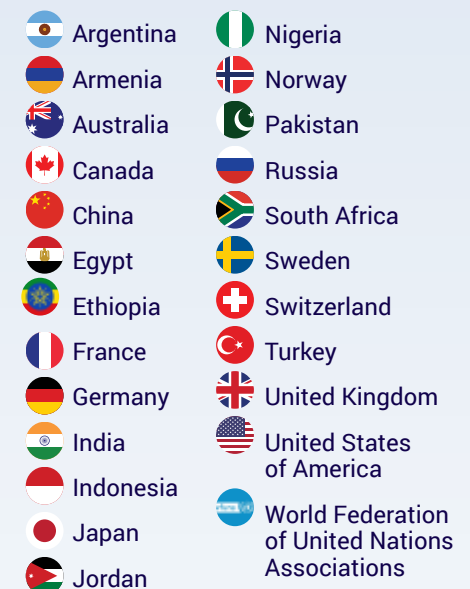 Argentina
Armenia
Australia
Canada
China
Egypt
Ethiopia
France
Germany
India
Indonesia
Japan
Jordan
Nigeria
Norway
Pakistan
Russia
South Africa
Sweden
Switzerland
Turkey
United Kingdom
United States
of America
World Federation
of United Nations
Associations